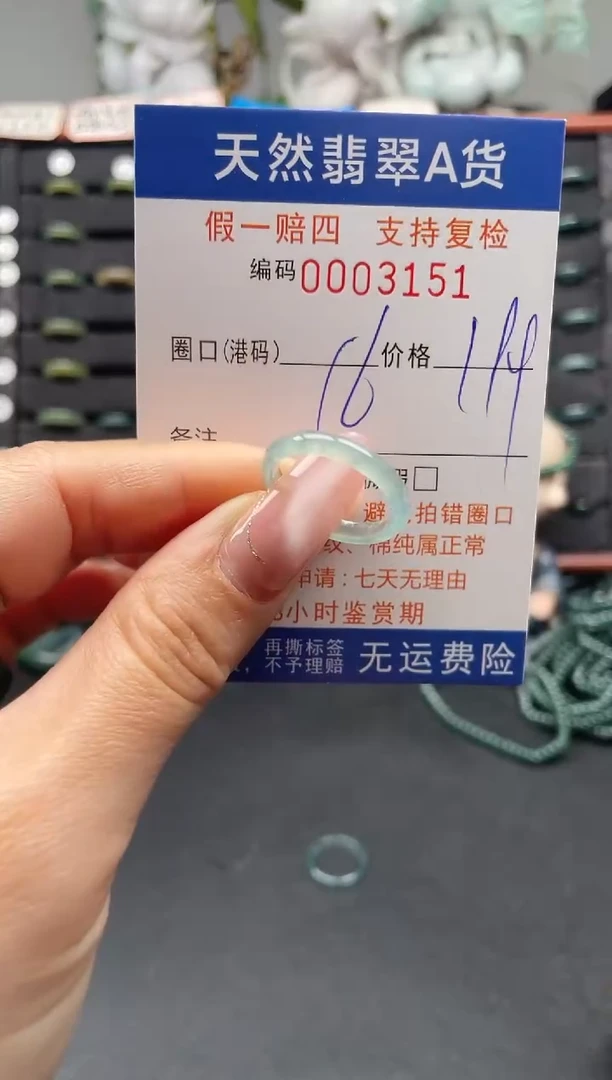 天然翡翠A货
假一赔四 支持复检
编码0003151
圈口(港码) 16 价格
备注
避 拍错圈口
纹、棉纯属正常
申请:七天无理由
小时鉴赏期
再撕标签
不予理赔
无运费险